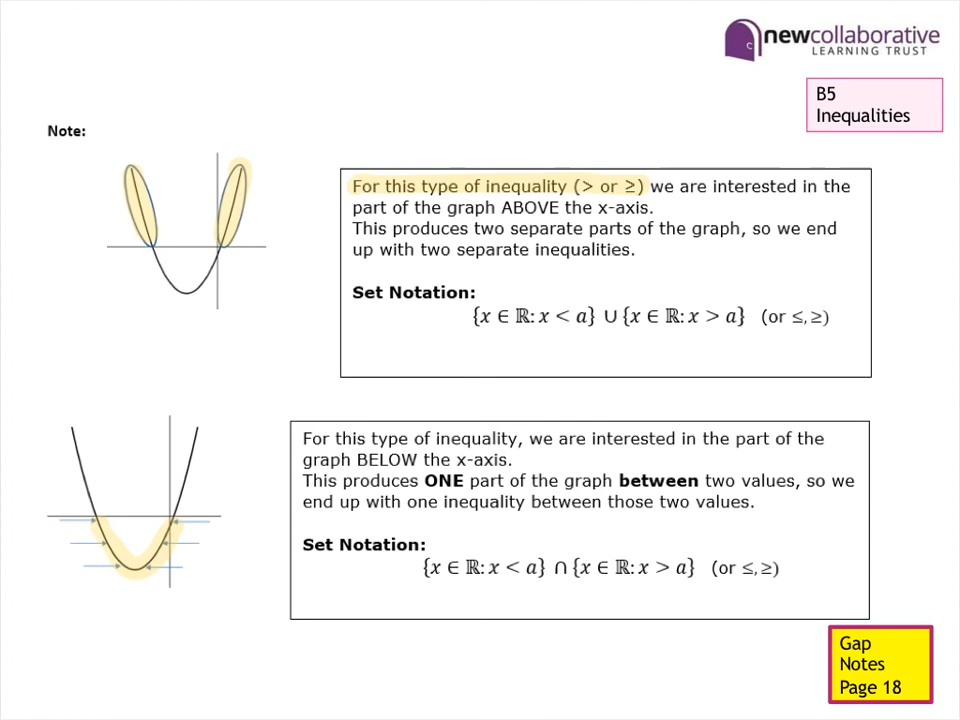 newcollaborative
LEARNING TRUST
B5
Inequalities
Note:
For this type of inequality (> or ≥) we are interested in the
part of the graph ABOVE the x-axis.
This produces two separate parts of the graph, so we end
up with two separate inequalities.
Set Notation:
{x ∈ ℝ: x < a} ∪ {x ∈ ℝ: x > a} (or ≤, ≥)
For this type of inequality, we are interested in the part of the
graph BELOW the x-axis.
This produces ONE part of the graph between two values, so we
end up with one inequality between those two values.
Set Notation:
{x ∈ ℝ: x < a} ∩ {x ∈ ℝ: x > a} (or ≤, ≥)
Gap
Notes
Page 18